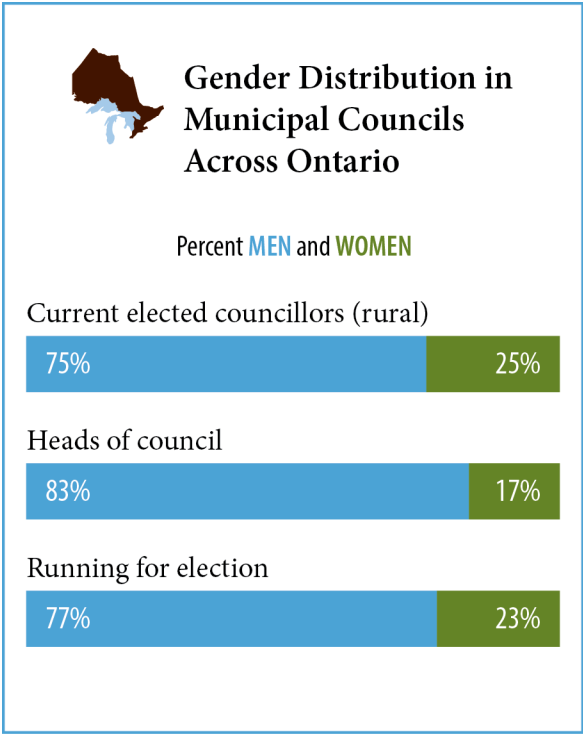 Gender Distribution in
Municipal Councils
Across Ontario
Percent MEN and WOMEN
Current elected councillors (rural)
75% 25%
Heads of council
83% 17%
Running for election
77% 23%